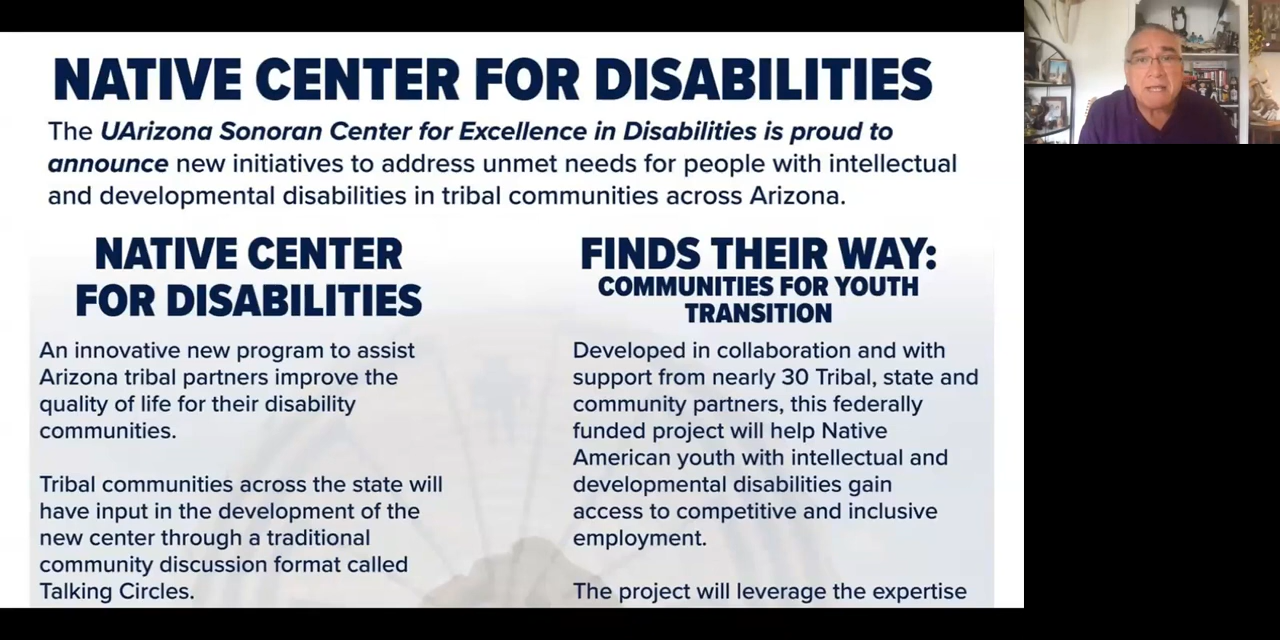 NATIVE CENTER FOR DISABILITIES
The UArizona Sonoran Center for Excellence in Disabilities is proud to
announce new initiatives to address unmet needs for people with intellectual
and developmental disabilities in tribal communities across Arizona.
NATIVE CENTER
FOR DISABILITIES
An innovative new program to assist
Arizona tribal partners improve the
quality of life for their disability
communities.
Tribal communities across the state will
have input in the development of the
new center through a traditional
community discussion format called
Talking Circles.
FINDS THEIR WAY:
COMMUNITIES FOR YOUTH
TRANSITION
Developed in collaboration and with
support from nearly 30 Tribal, state and
community partners, this federally
funded project will help Native
American youth with intellectual and
developmental disabilities gain
access to competitive and inclusive
employment.
The project will leverage the expertise